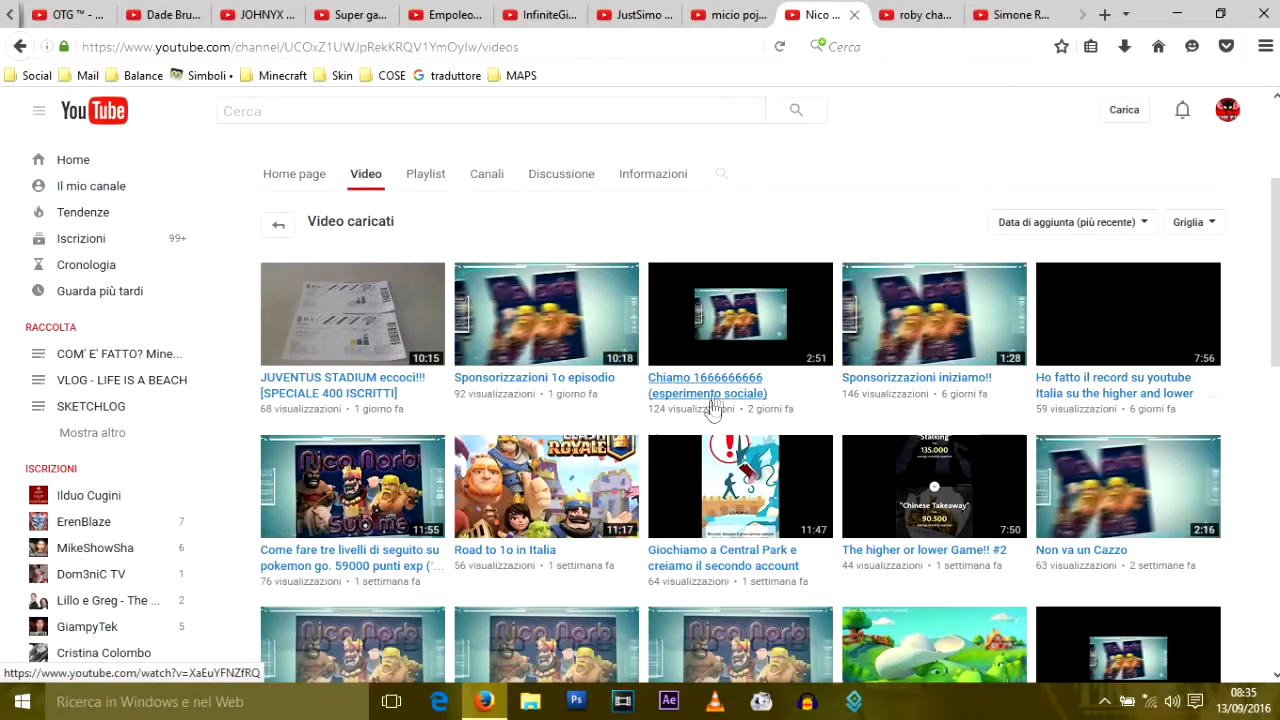 OTG ™ - ...
Dade Bru...
JOHNYX ...
Super ga...
Empoleo...
InfiniteGi...
JustSimo ...
micio poj...
Nico ...
roby che...
Simone R...
https://www.youtube.com/channel/UCOxZ1UWJpRekKRQV1YmOyIw/videos
Cerca
Social
Mail
Balance
Simboli •
Minecraft
Skin
COSE
traduttore
MAPS
YouTube
Cerca
Carica
Home
Il mio canale
Tendenze
Iscrizioni 99+
Cronologia
Guarda più tardi
RACCOLTA
COM' E' FATTO? Mine...
VLOG - LIFE IS A BEACH
SKETCHLOG
Mostra altro
ISCRIZIONI
Ilduo Cugini
ErenBlaze 7
MikeShowSha 6
Dom3niC TV 1
Lillo e Greg - The ... 2
GiampyTek 5
Cristina Colombo
Home page
Video
Playlist
Canali
Discussione
Informazioni
Video caricati
Data di aggiunta (più recente)
Griglia
10:15
JUVENTUS STADIUM eccoci!!!
[SPECIALE 400 ISCRITTI]
68 visualizzazioni • 1 giorno fa
10:18
Sponsorizzazioni 1o episodio
92 visualizzazioni • 1 giorno fa
2:51
Chiamo 1666666666
(esperimento sociale)
124 visualizzazioni • 2 giorni fa
1:28
Sponsorizzazioni iniziamo!!
146 visualizzazioni • 6 giorni fa
7:56
Ho fatto il record su youtube
Italia su the higher and lower ...
59 visualizzazioni • 6 giorni fa
Nico Norbi
11:55
Come fare tre livelli di seguito su
pokemon go. 59000 punti exp (´...
76 visualizzazioni • 1 settimana fa
CLASH
ROYALE
11:17
Road to 1o in Italia
56 visualizzazioni • 1 settimana fa
11:47
Giochiamo a Central Park e
creiamo il secondo account
64 visualizzazioni • 1 settimana fa
"Stalking"
135.000
"Chinese Takeaway"
90.500
7:50
The higher or lower Game!! #2
44 visualizzazioni • 1 settimana fa
2:16
Non va un Cazzo
63 visualizzazioni • 2 settimane fa
https://www.youtube.com/watch?v=XaEuYFNZfRQ
Ricerca in Windows e nel Web
Ps
Ae
08:35
13/09/2016